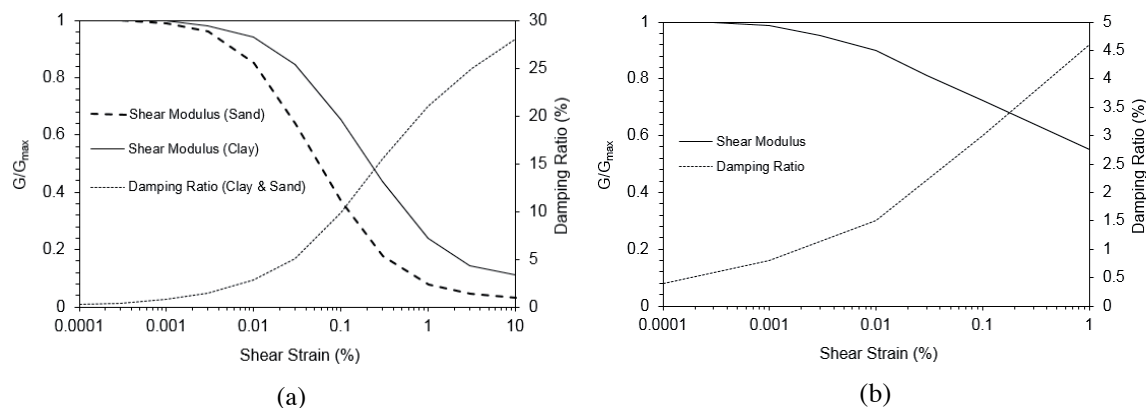 1
0.8
0.6
0.4
0.2
0
G/Gmax
30
25
20
15
10
5
0
Damping Ratio (%)
Shear Modulus (Sand)
Shear Modulus (Clay)
Damping Ratio (Clay & Sand)
0.0001 0.001 0.01 0.1 1 10
Shear Strain (%)
(a)
1
0.8
0.6
0.4
0.2
0
G/Gmax
5
4.5
4
3.5
3
2.5
2
1.5
1
0.5
0
Damping Ratio (%)
Shear Modulus
Damping Ratio
0.0001 0.001 0.01 0.1 1
Shear Strain (%)
(b)